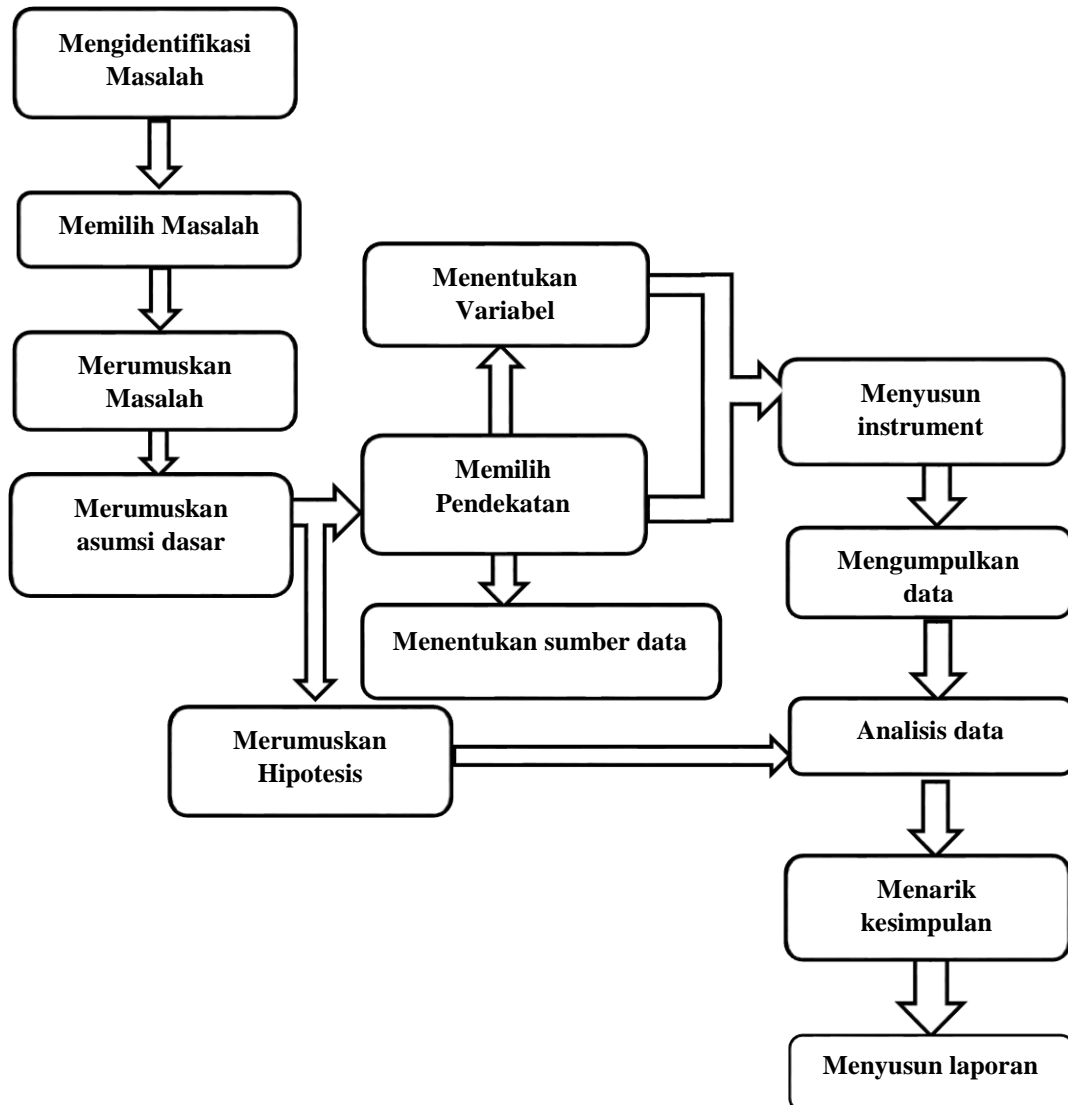 Mengidentifikasi
Masalah
Memilih Masalah
Merumuskan
Masalah
Merumuskan
asumsi dasar
Menentukan
Variabel
Memilih
Pendekatan
Menentukan sumber data
Merumuskan
Hipotesis
Menyusun
instrument
Mengumpulkan
data
Analisis data
Menarik
kesimpulan
Menyusun laporan